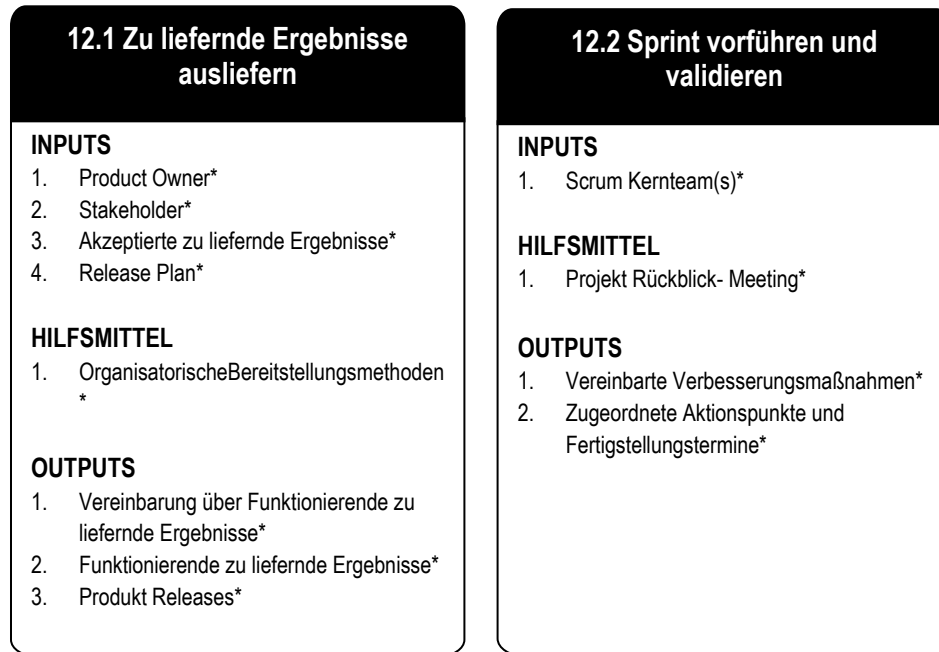 12.1 Zu liefernde Ergebnisse
ausliefern
INPUTS
1. Product Owner*
2. Stakeholder*
3. Akzeptierte zu liefernde Ergebnisse*
4. Release Plan*
HILFSMITTEL
1. OrganisatorischeBereitstellungsmethoden
*
OUTPUTS
1. Vereinbarung über Funktionierende zu
liefernde Ergebnisse*
2. Funktionierende zu liefernde Ergebnisse*
3. Produkt Releases*
12.2 Sprint vorführen und
validieren
INPUTS
1. Scrum Kernteam(s)*
HILFSMITTEL
1. Projekt Rückblick- Meeting*
OUTPUTS
1. Vereinbarte Verbesserungsmaßnahmen*
2. Zugeordnete Aktionspunkte und
Fertigstellungstermine*